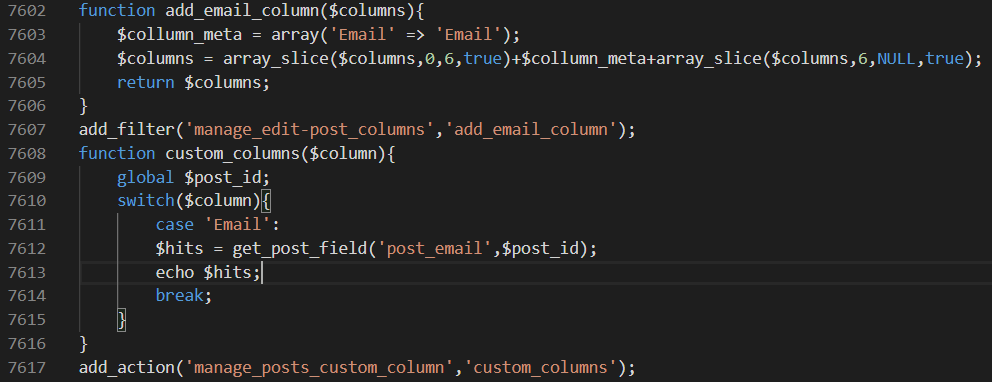 7602 function add_email_column($columns){
7603 $collumn_meta = array('Email' => 'Email');
7604 $columns = array_slice($columns,0,6,true)+$collumn_meta+array_slice($columns,6,NULL,true);
7605 return $columns;
7606 }
7607 add_filter('manage_edit-post_columns','add_email_column');
7608 function custom_columns($column){
7609 global $post_id;
7610 switch($column){
7611 case 'Email':
7612 $hits = get_post_field('post_email',$post_id);
7613 echo $hits;
7614 break;
7615 }
7616 }
7617 add_action('manage_posts_custom_column','custom_columns');